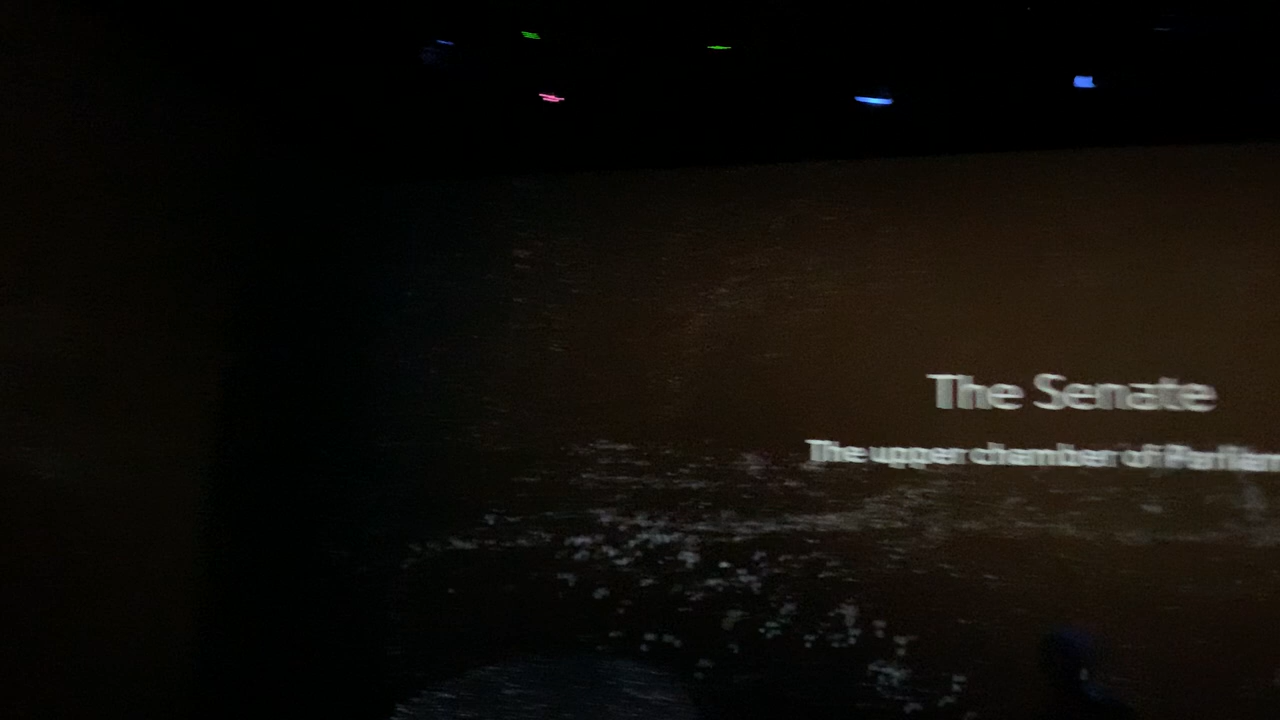 The Senate
The upper chamber of